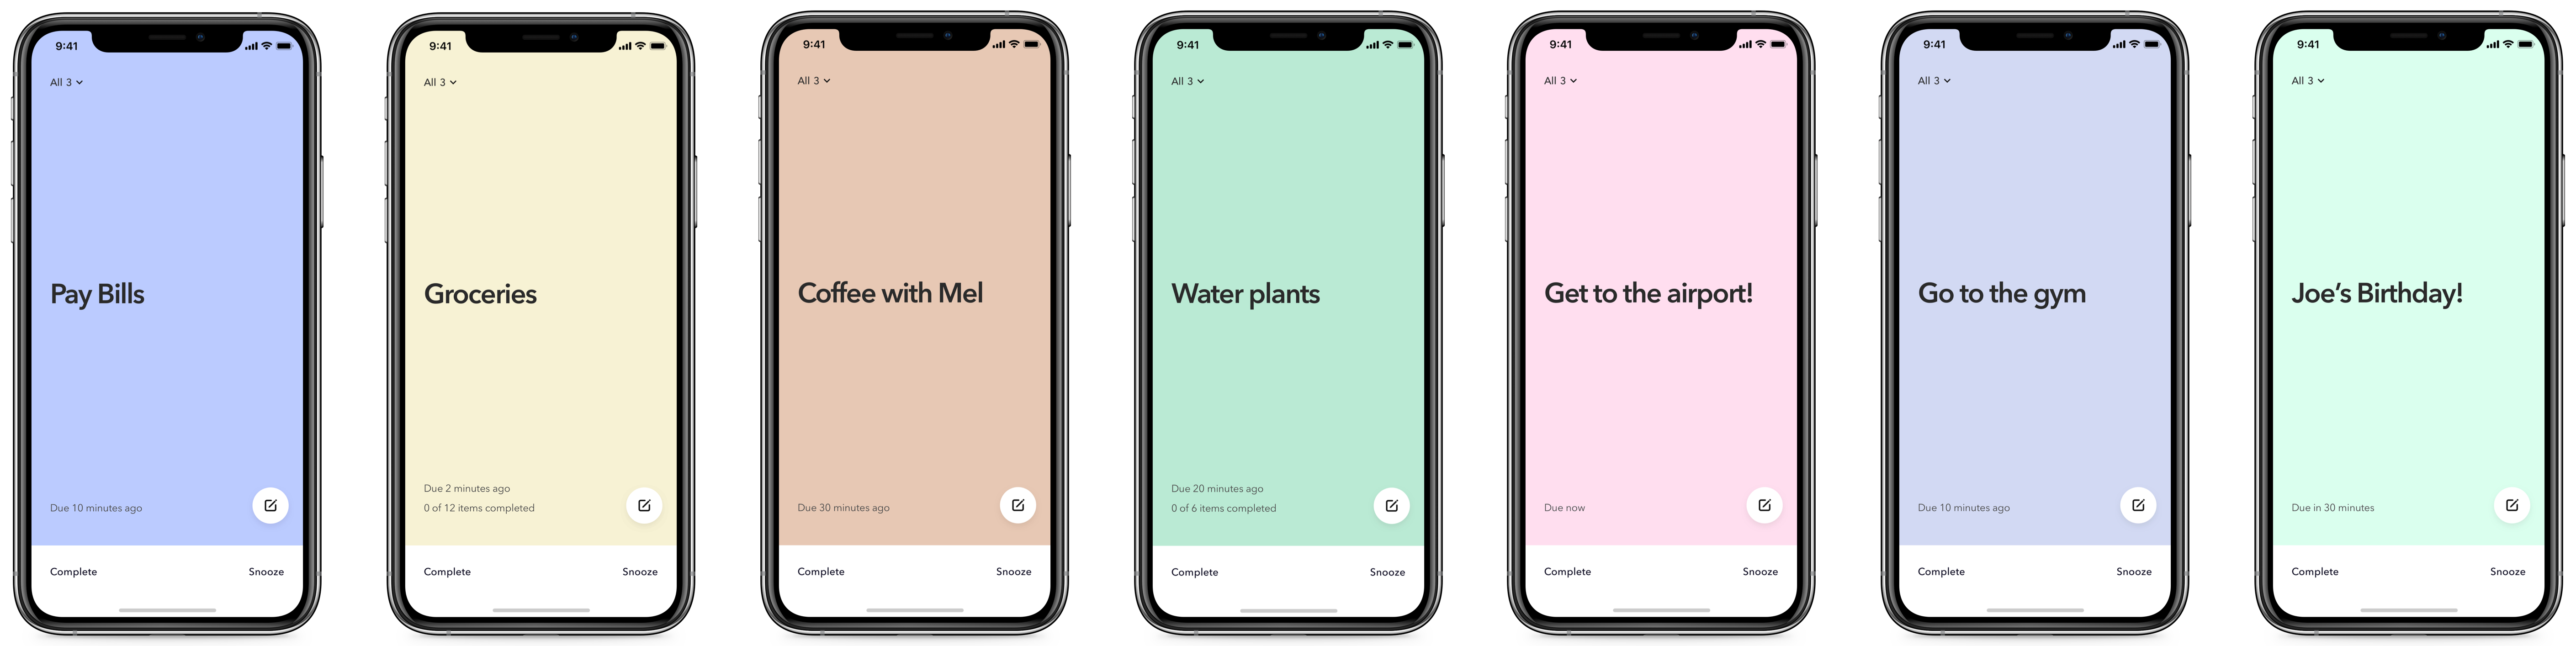 9:41
All 3
Pay Bills
Due 10 minutes ago
Complete
Snooze
9:41
All 3
Groceries
Due 2 minutes ago
0 of 12 items completed
Complete
Snooze
9:41
All 3
Coffee with Mel
Due 30 minutes ago
Complete
Snooze
9:41
All 3
Water plants
Due 20 minutes ago
0 of 6 items completed
Complete
Snooze
9:41
All 3
Get to the airport!
Due now
Complete
Snooze
9:41
All 3
Go to the gym
Due 10 minutes ago
Complete
Snooze
9:41
All 3
Joe’s Birthday!
Due in 30 minutes
Complete
Snooze